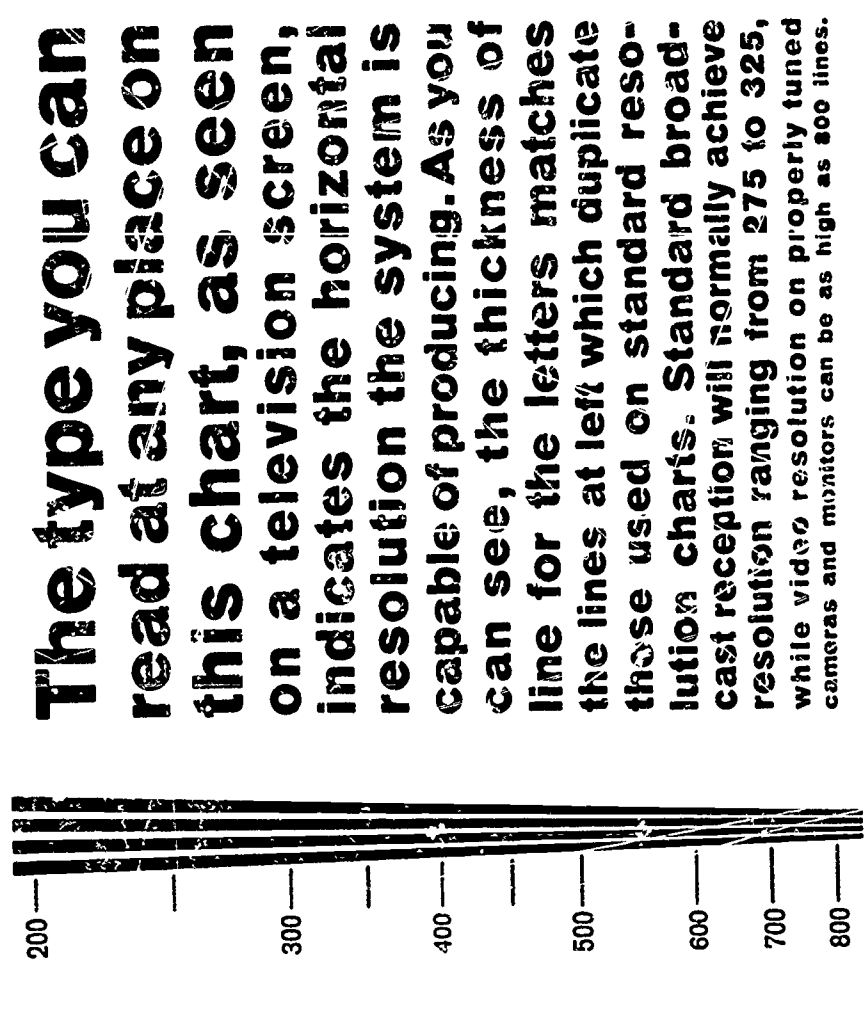 The type you can
read at any place on
this chart, as seen
on a television screen,
indicates the horizontal
resolution the system is
capable of producing. As you
can see, the thickness of
line for the letters matches
the lines at left which duplicate
those used on standard reso-
lution charts. Standard broad-
cast reception will normally achieve
resolution ranging from 275 to 325,
while video resolution on properly tuned
cameras and monitors can be as high as 800 lines.
200
300
400
500
600
700
800